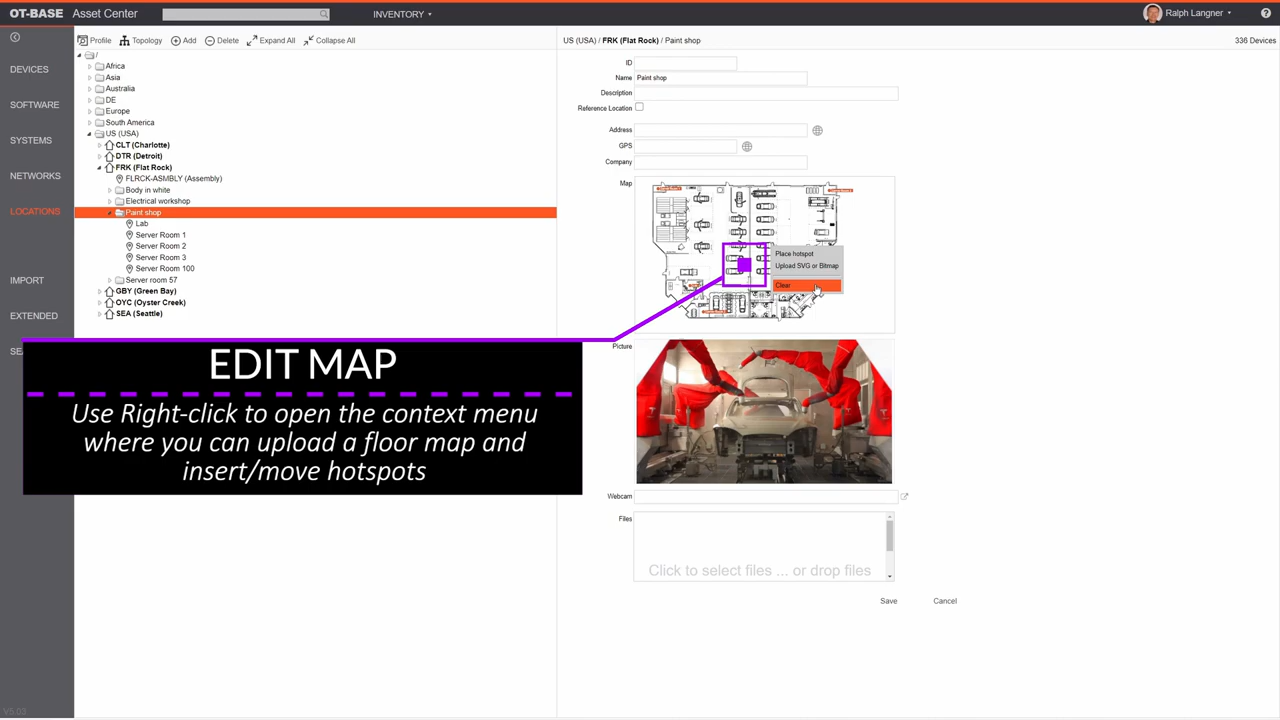 OT-BASE Asset Center
INVENTORY
Ralph Langner
?
Profile
Topology
Add
Delete
Expand All
Collapse All
US (USA) / FRK (Flat Rock) / Paint shop
336 Devices
DEVICES
SOFTWARE
SYSTEMS
NETWORKS
LOCATIONS
IMPORT
EXTENDED
SE
V5.03
/
Africa
Asia
Australia
DE
Europe
South America
US (USA)
CLT (Charlotte)
DTR (Detroit)
FRK (Flat Rock)
FLRCK-ASMBLY (Assembly)
Body in white
Electrical workshop
Paint shop
Lab
Server Room 1
Server Room 2
Server Room 3
Server Room 100
Server room 57
GBY (Green Bay)
OYC (Oyster Creek)
SEA (Seattle)
ID
Name Paint shop
Description
Reference Location
Address
GPS
Company
Map
Place hotspot
Upload SVG or Bitmap
Clear
EDIT MAP
Use Right-click to open the context menu
where you can upload a floor map and
insert/move hotspots
Picture
Webcam
Files
Click to select files ... or drop files
Save
Cancel